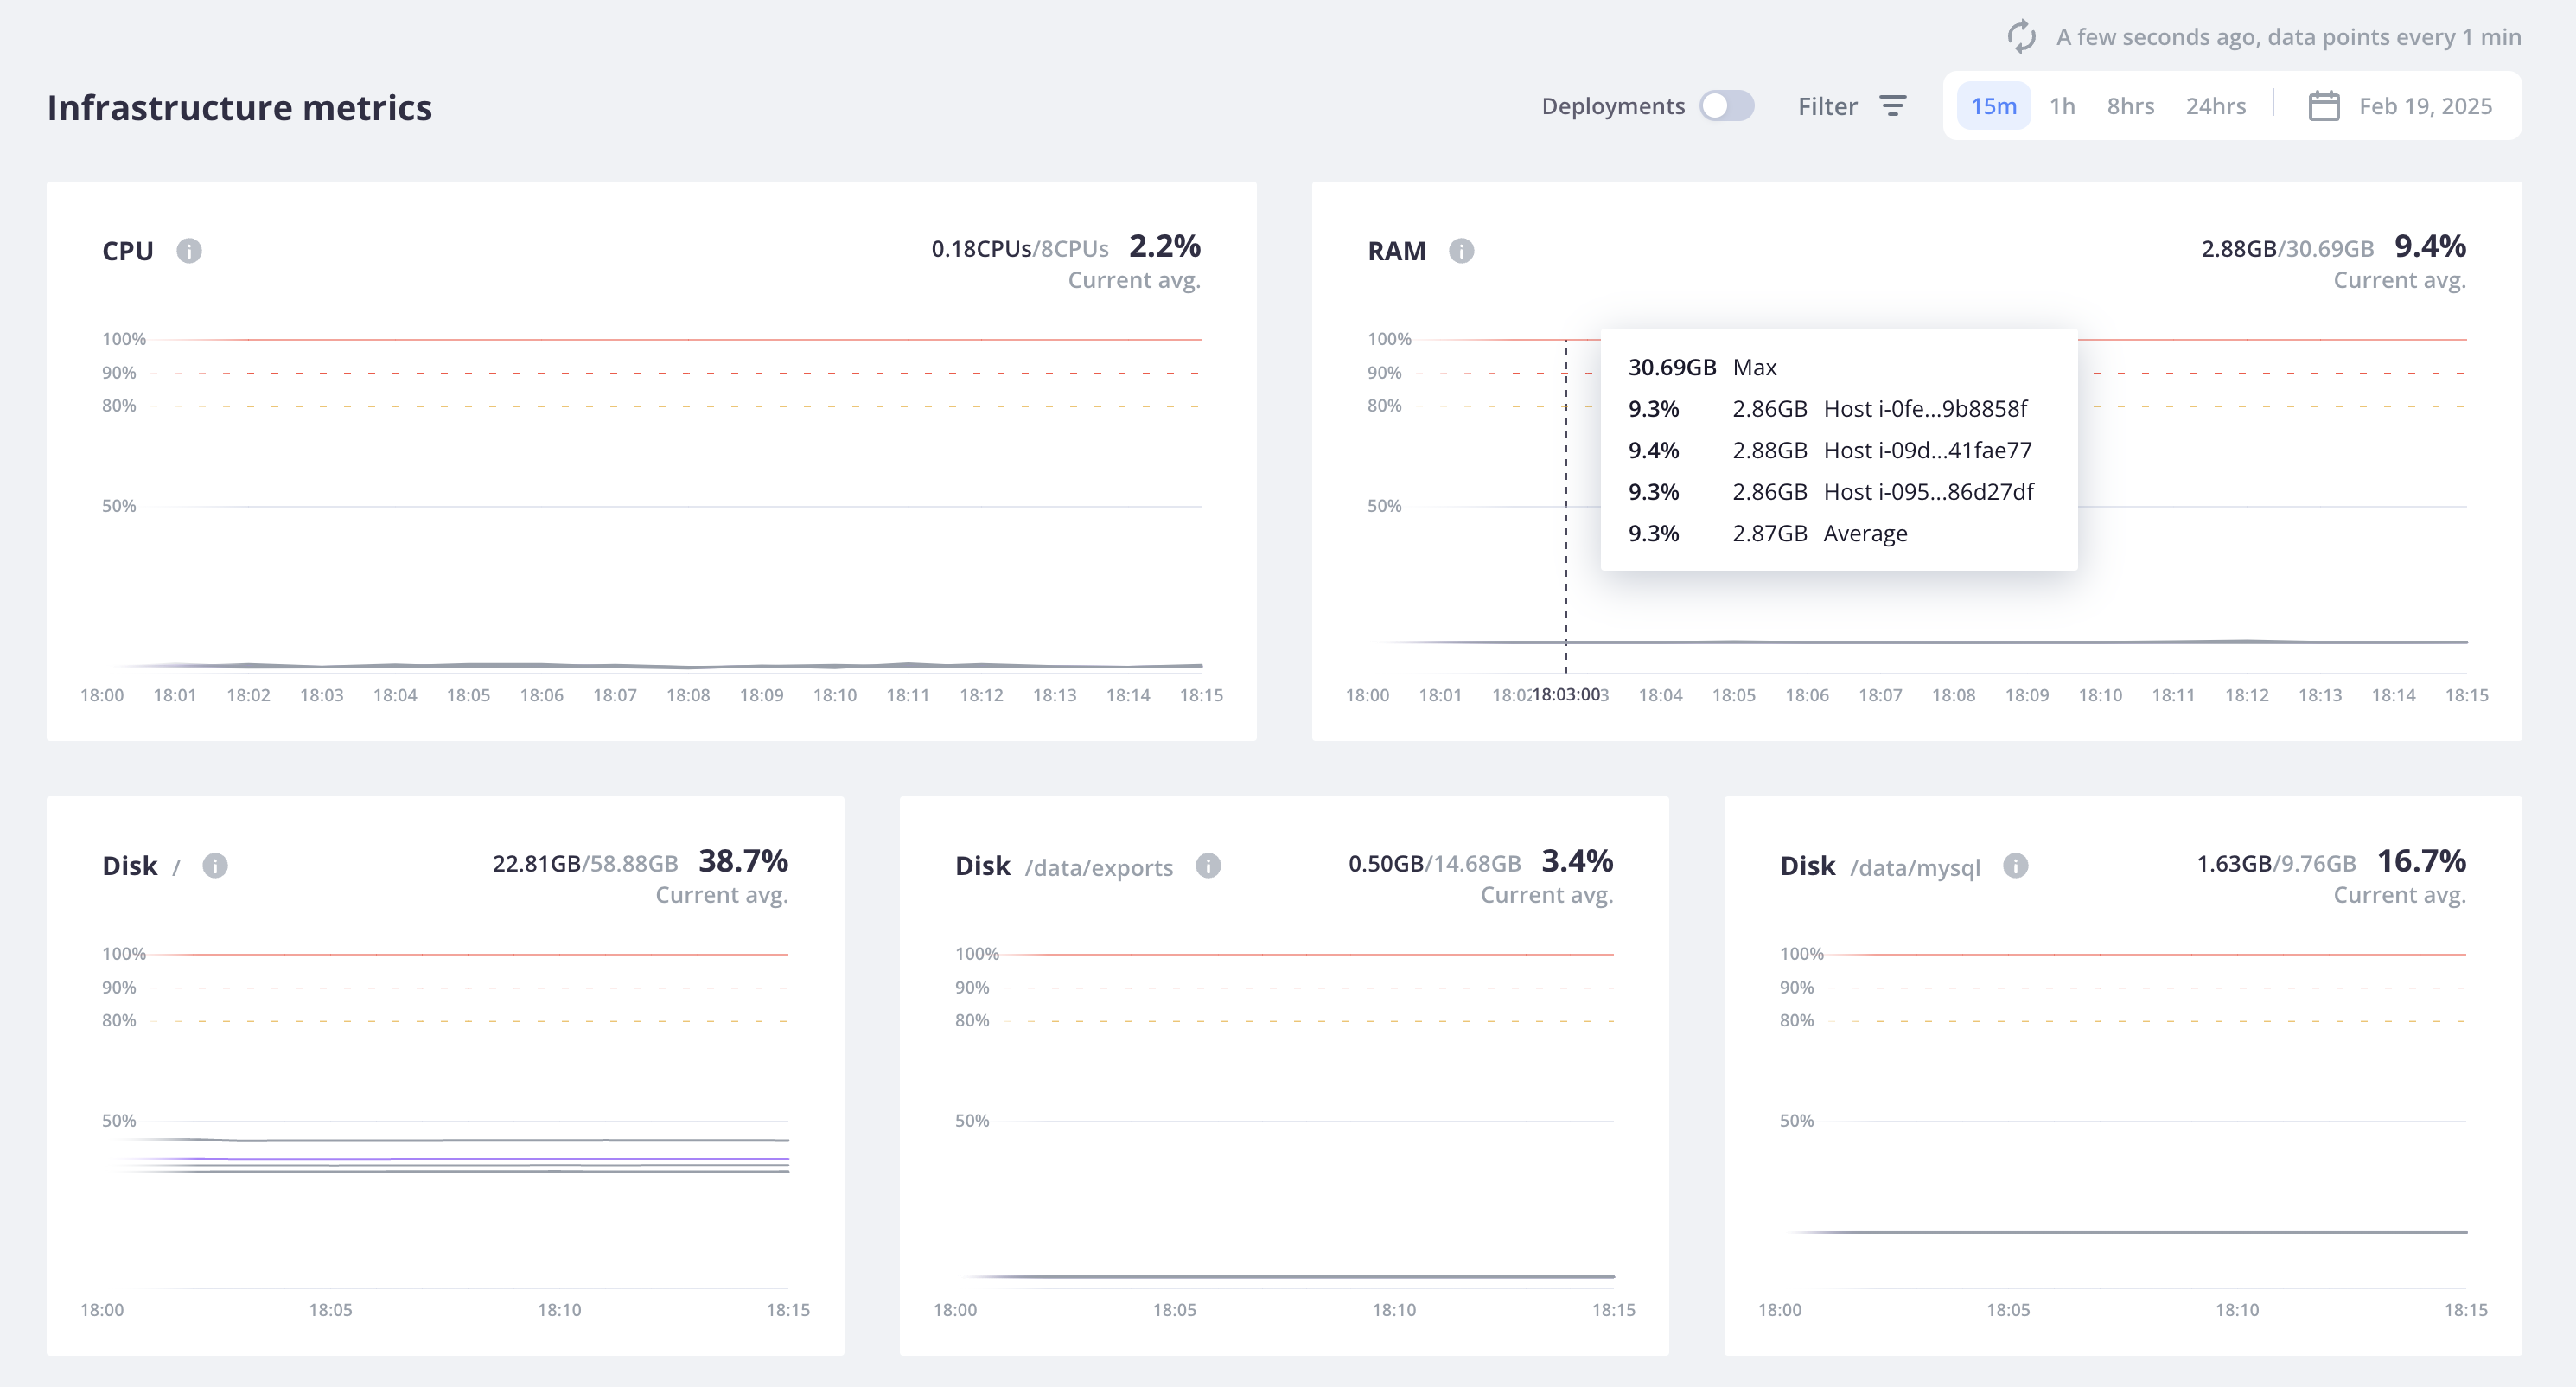 A few seconds ago, data points every 1 min
Infrastructure metrics
Deployments
Filter
15m 1h 8hrs 24hrs Feb 19, 2025
CPU
0.18CPUs/8CPUs 2.2%
Current avg.
100%
90%
80%
50%
18:00 18:01 18:02 18:03 18:04 18:05 18:06 18:07 18:08 18:09 18:10 18:11 18:12 18:13 18:14 18:15
RAM
2.88GB/30.69GB 9.4%
Current avg.
100%
90%
80%
50%
30.69GB Max
9.3% 2.86GB Host i-0fe...9b8858f
9.4% 2.88GB Host i-09d...41fae77
9.3% 2.86GB Host i-095...86d27df
9.3% 2.87GB Average
18:00 18:01 18:03:00 18:04 18:05 18:06 18:07 18:08 18:09 18:10 18:11 18:12 18:13 18:14 18:15
Disk /
22.81GB/58.88GB 38.7%
Current avg.
100%
90%
80%
50%
18:00 18:05 18:10 18:15
Disk /data/exports
0.50GB/14.68GB 3.4%
Current avg.
100%
90%
80%
50%
18:00 18:05 18:10 18:15
Disk /data/mysql
1.63GB/9.76GB 16.7%
Current avg.
100%
90%
80%
50%
18:00 18:05 18:10 18:15